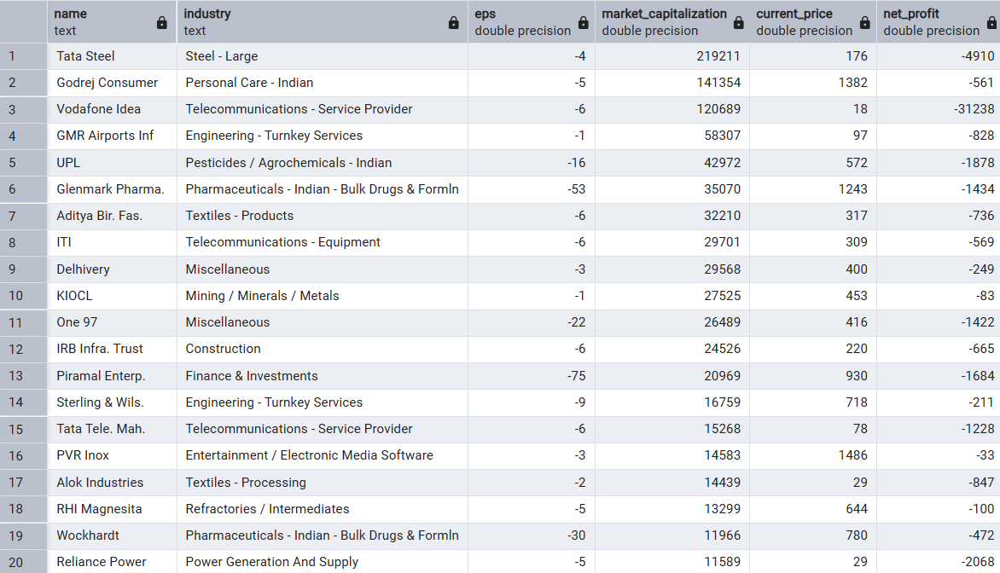 name industry eps market_capitalization current_price net_profit
text text double precision double precision double precision double precision
1 Tata Steel Steel - Large -4 219211 176 -4910
2 Godrej Consumer Personal Care - Indian -5 141354 1382 -561
3 Vodafone Idea Telecommunications - Service Provider -6 120689 18 -31238
4 GMR Airports Inf Engineering - Turnkey Services -1 58307 97 -828
5 UPL Pesticides / Agrochemicals - Indian -16 42972 572 -1878
6 Glenmark Pharma. Pharmaceuticals - Indian - Bulk Drugs & Formln -53 35070 1243 -1434
7 Aditya Bir. Fas. Textiles - Products -6 32210 317 -736
8 ITI Telecommunications - Equipment -6 29701 309 -569
9 Delhivery Miscellaneous -3 29568 400 -249
10 KIOCL Mining / Minerals / Metals -1 27525 453 -83
11 One 97 Miscellaneous -22 26489 416 -1422
12 IRB Infra. Trust Construction -6 24526 220 -665
13 Piramal Enterp. Finance & Investments -75 20969 930 -1684
14 Sterling & Wils. Engineering - Turnkey Services -9 16759 718 -211
15 Tata Tele. Mah. Telecommunications - Service Provider -6 15268 78 -1228
16 PVR Inox Entertainment / Electronic Media Software -3 14583 1486 -33
17 Alok Industries Textiles - Processing -2 14439 29 -847
18 RHI Magnesita Refractories / Intermediates -5 13299 644 -100
19 Wockhardt Pharmaceuticals - Indian - Bulk Drugs & Formln -30 11966 780 -472
20 Reliance Power Power Generation And Supply -5 11589 29 -2068